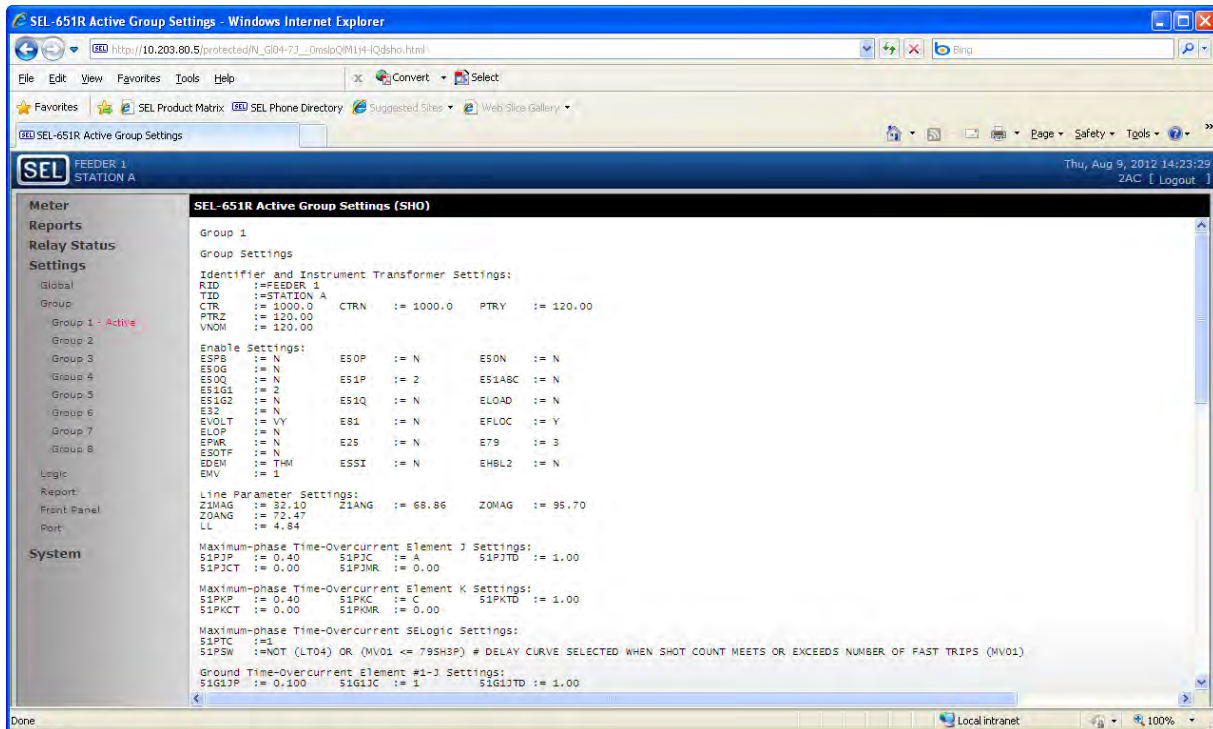 SEL-651R Active Group Settings - Windows Internet Explorer
Bing
File Edit View Favorites Tools Help x Convert Select
Favorites SEL Product Matrix SEL SEL Phone Directory Suggested Sites Web Slice Gallery
SEL SEL-651R Active Group Settings Page Safety Tools
SEL FEEDER 1 Thu, Aug 9, 2012 14:23:29
STATION A 2AC [ Logout ]
Meter
Reports
Relay Status
Settings
Global
Group
Group 1 - Active
Group 2
Group 3
Group 4
Group 5
Group 6
Group 7
Group 8
Logic
Report
Front Panel
Port
System
SEL-651R Active Group Settings (SHO)
Group 1
Group Settings
Identifier and Instrument Transformer Settings:
RID :=FEEDER 1
TID :=STATION A
CTR := 1000.0 CTRN := 1000.0 PTRY := 120.00
PTRZ := 120.00
VNOM := 120.00
Enable Settings:
ESPB := N E50P := N E50N := N
E50G := N
E50Q := N E51P := 2 E51ABC := N
E51G1 := 2
E51G2 := N E51Q := N ELOAD := N
E32 := N
EVOLT := VY E81 := N EFLOC := Y
ELOP := N
EPWR := N E25 := N E79 := 3
ESOTF := N
EDEM := THM ESSI := N EHBL2 := N
EMV := 1
Line Parameter Settings:
Z1MAG := 32.10 Z1ANG := 68.86 Z0MAG := 95.70
Z0ANG := 72.47
LL := 4.84
Maximum-phase Time-Overcurrent Element J Settings:
51PJP := 0.40 51PJC := A 51PJTD := 1.00
51PJCT := 0.00 51PJMR := 0.00
Maximum-phase Time-Overcurrent Element K Settings:
51PKP := 0.40 51PKC := C 51PKTD := 1.00
51PKCT := 0.00 51PKMR := 0.00
Maximum-phase Time-Overcurrent SELogic Settings:
51PTC :=1
51PSW :=NOT (LT04) OR (MV01 <= 79SH3P) # DELAY CURVE SELECTED WHEN SHOT COUNT MEETS OR EXCEEDS NUMBER OF FAST TRIPS (MV01)
Ground Time-Overcurrent Element #1-J Settings:
51G1JP := 0.100 51G1JC := 1 51G1JTD := 1.00
Done Local intranet 100%